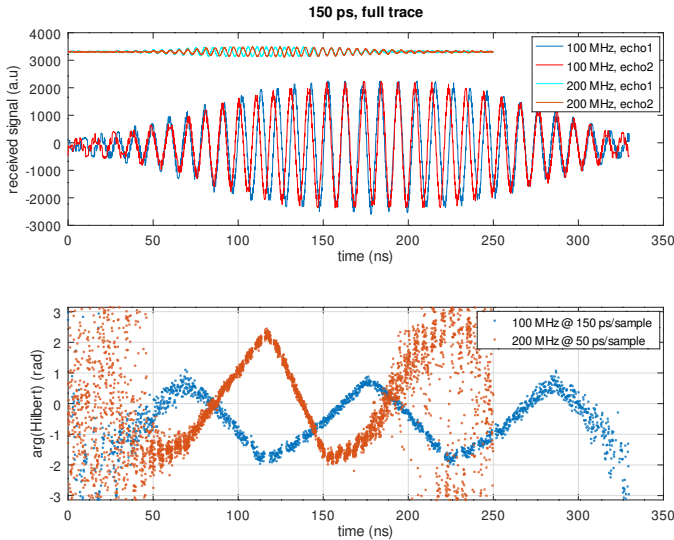 150 ps, full trace
4000
3000
2000
1000
0
-1000
-2000
-3000
0
50
100
150
200
250
300
350
received signal (a.u)
time (ns)
100 MHz, echo1
100 MHz, echo2
200 MHz, echo1
200 MHz, echo2
3
2
1
0
-1
-2
-3
0
50
100
150
200
250
300
350
arg(Hilbert) (rad)
time (ns)
100 MHz @ 150 ps/sample
200 MHz @ 50 ps/sample